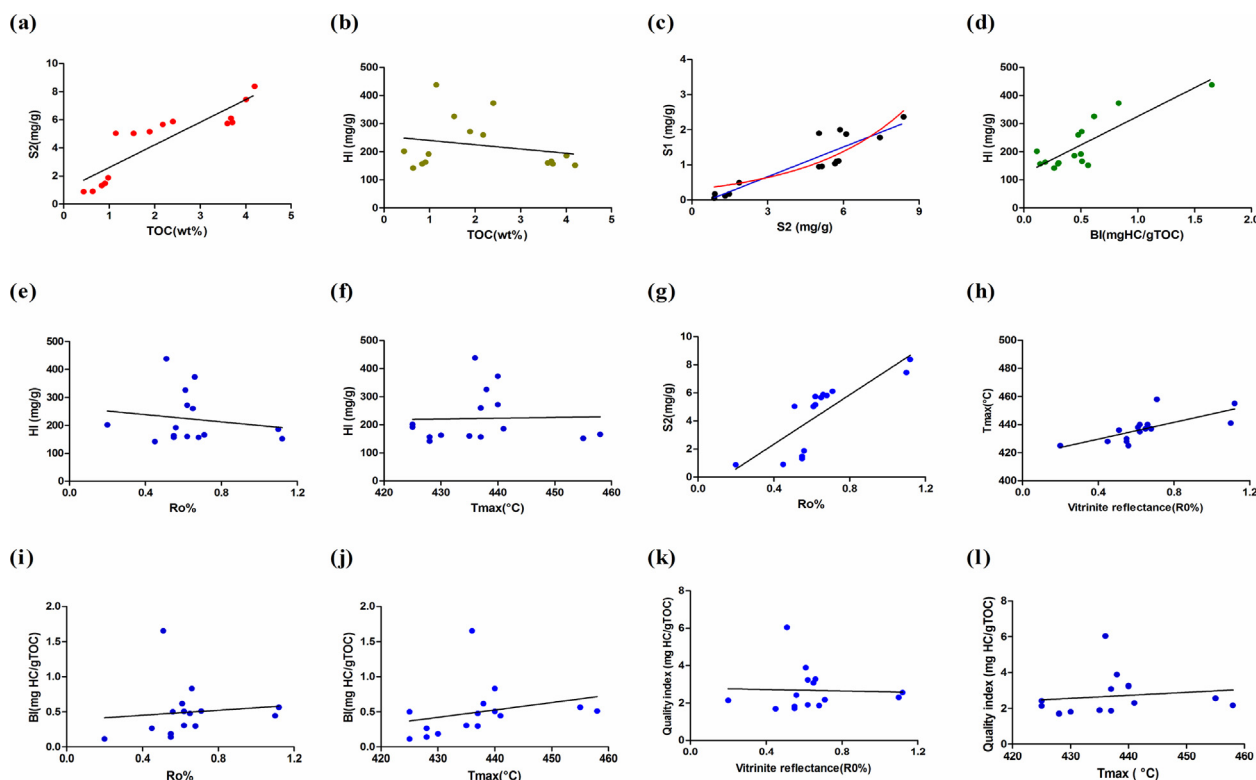 (a)
S2(mg/g)
10
8
6
4
2
0
0 1 2 3 4 5
TOC(wt%)
(b)
HI(mg/g)
500
400
300
200
100
0
0 1 2 3 4 5
TOC(wt%)
(c)
S1(mg/g)
4
3
2
1
0
0 3 6 9
S2 (mg/g)
(d)
HI (mg/g)
500
400
300
200
100
0
0.0 0.5 1.0 1.5 2.0
BI(mgHC/gTOC)
(e)
HI (mg/g)
500
400
300
200
100
0
0.0 0.4 0.8 1.2
Ro%
(f)
HI (mg/g)
500
400
300
200
100
0
420 430 440 450 460
Tmax(°C)
(g)
S2(mg/g)
10
8
6
4
2
0
0.0 0.4 0.8 1.2
Ro%
(h)
Tmax(°C)
500
480
460
440
420
400
0.0 0.4 0.8 1.2
Vitrinite reflectance(R0%)
(i)
BI(mg HC/gTOC)
2.0
1.5
1.0
0.5
0.0
0.0 0.4 0.8 1.2
Ro%
(j)
BI(mg HC/gTOC)
2.0
1.5
1.0
0.5
0.0
420 430 440 450 460
Tmax(°C)
(k)
Quality index (mg HC/gTOC)
8
6
4
2
0
0.0 0.4 0.8 1.2
Vitrinite reflectance(R0%)
(l)
Quality index (mg HC/gTOC)
8
6
4
2
0
420 430 440 450 460
Tmax ( °C)